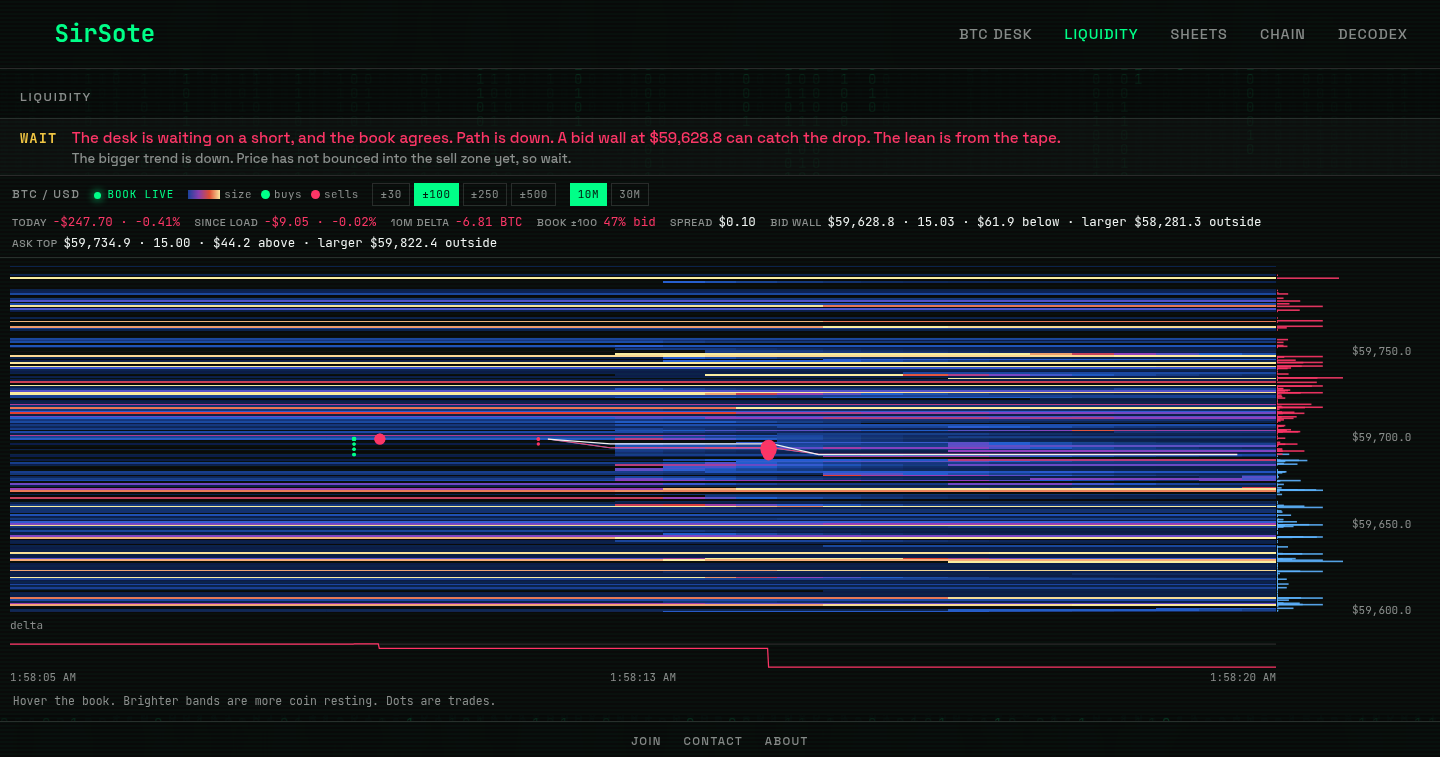 SirSote
BTC DESK LIQUIDITY SHEETS CHAIN DECODEX
LIQUIDITY
WAIT The desk is waiting on a short, and the book agrees. Path is down. A bid wall at $59,628.8 can catch the drop. The lean is from the tape.
The bigger trend is down. Price has not bounced into the sell zone yet, so wait.
BTC / USD BOOK LIVE size buys sells ±30 ±100 ±250 ±500 10M 30M
TODAY -$247.70 · -0.41% SINCE LOAD -$9.05 · -0.02% 10M DELTA -6.81 BTC BOOK ±100 47% bid SPREAD $0.10 BID WALL $59,628.8 · 15.03 · $61.9 below · larger $58,281.3 outside
ASK TOP $59,734.9 · 15.00 · $44.2 above · larger $59,822.4 outside
$59,750.0
$59,700.0
$59,650.0
$59,600.0
delta
1:58:05 AM 1:58:13 AM 1:58:20 AM
Hover the book. Brighter bands are more coin resting. Dots are trades.
JOIN CONTACT ABOUT